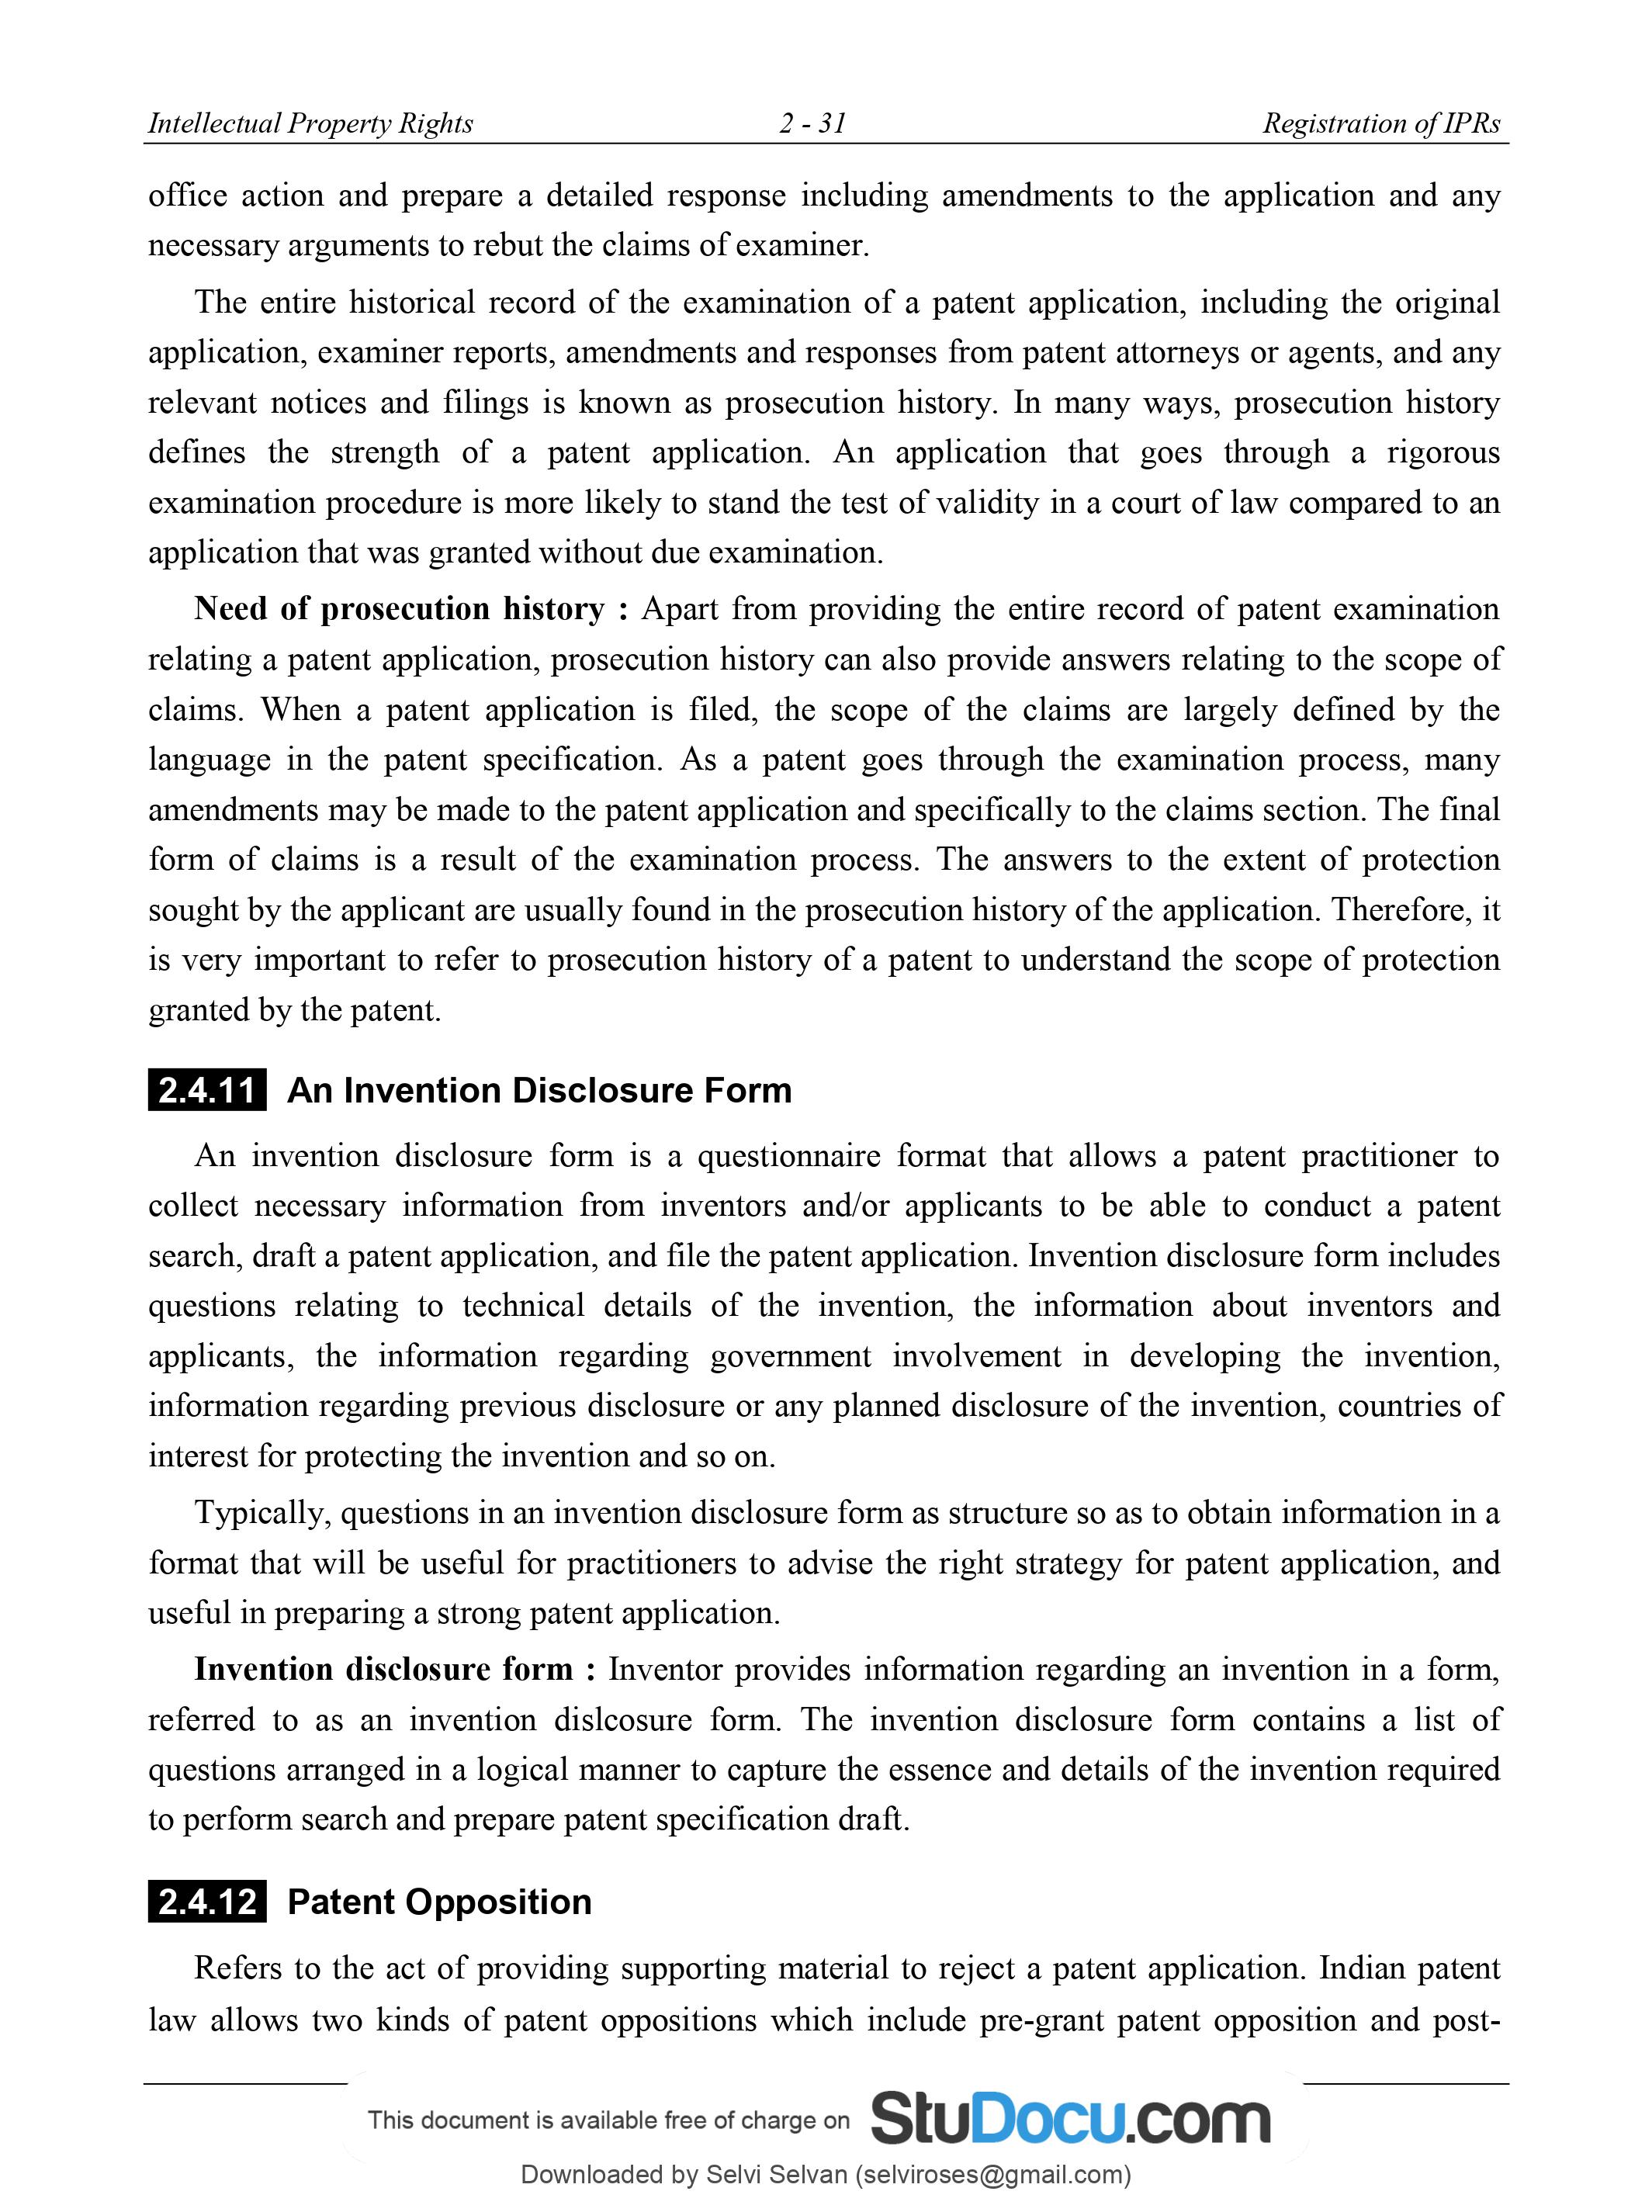 Intellectual Property Rights 2 - 31 Registration of IPRs
office action and prepare a detailed response including amendments to the application and any
necessary arguments to rebut the claims of examiner.
The entire historical record of the examination of a patent application, including the original
application, examiner reports, amendments and responses from patent attorneys or agents, and any
relevant notices and filings is known as prosecution history. In many ways, prosecution history
defines the strength of a patent application. An application that goes through a rigorous
examination procedure is more likely to stand the test of validity in a court of law compared to an
application that was granted without due examination.
Need of prosecution history : Apart from providing the entire record of patent examination
relating a patent application, prosecution history can also provide answers relating to the scope of
claims. When a patent application is filed, the scope of the claims are largely defined by the
language in the patent specification. As a patent goes through the examination process, many
amendments may be made to the patent application and specifically to the claims section. The final
form of claims is a result of the examination process. The answers to the extent of protection
sought by the applicant are usually found in the prosecution history of the application. Therefore, it
is very important to refer to prosecution history of a patent to understand the scope of protection
granted by the patent.
2.4.11 An Invention Disclosure Form
An invention disclosure form is a questionnaire format that allows a patent practitioner to
collect necessary information from inventors and/or applicants to be able to conduct a patent
search, draft a patent application, and file the patent application. Invention disclosure form includes
questions relating to technical details of the invention, the information about inventors and
applicants, the information regarding government involvement in developing the invention,
information regarding previous disclosure or any planned disclosure of the invention, countries of
interest for protecting the invention and so on.
Typically, questions in an invention disclosure form as structure so as to obtain information in a
format that will be useful for practitioners to advise the right strategy for patent application, and
useful in preparing a strong patent application.
Invention disclosure form : Inventor provides information regarding an invention in a form,
referred to as an invention dislcosure form. The invention disclosure form contains a list of
questions arranged in a logical manner to capture the essence and details of the invention required
to perform search and prepare patent specification draft.
2.4.12 Patent Opposition
Refers to the act of providing supporting material to reject a patent application. Indian patent
law allows two kinds of patent oppositions which include pre-grant patent opposition and post-
This document is available free of charge on StuDocu.com
Downloaded by Selvi Selvan (selviroses@gmail.com)